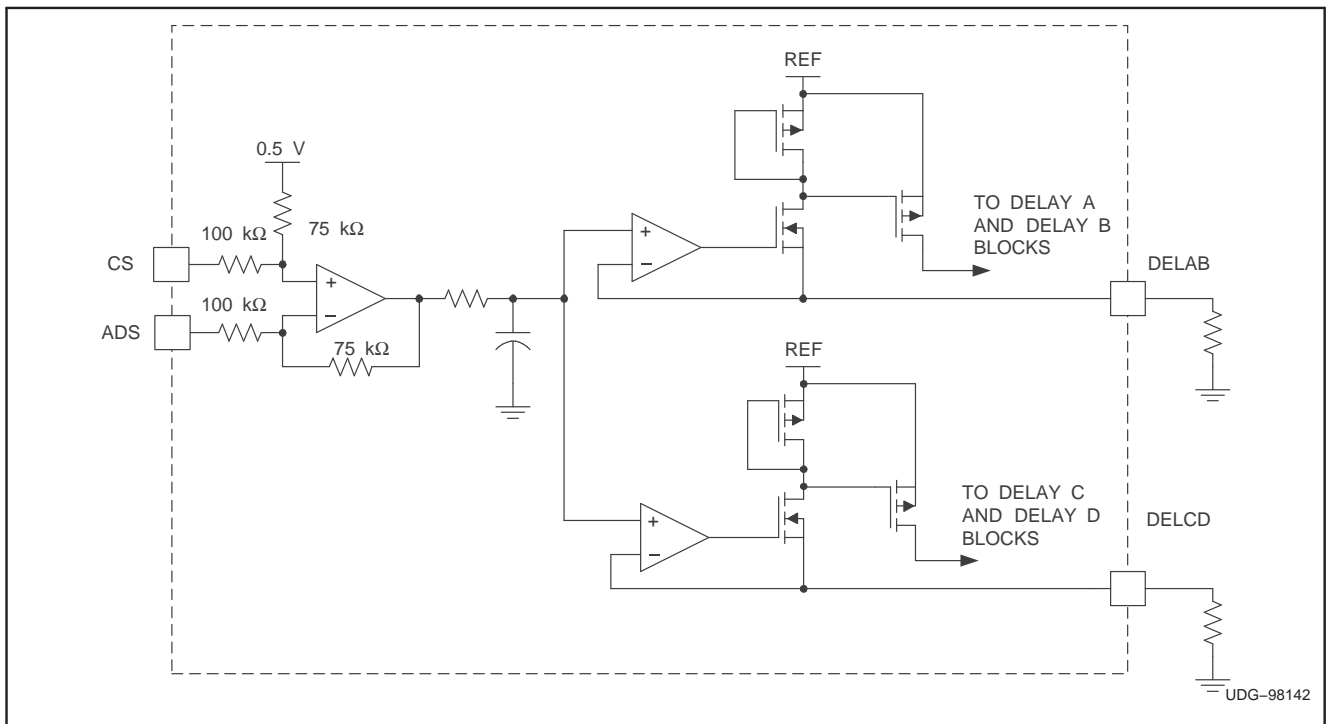 REF
0.5 V
75 kΩ
100 kΩ
CS
+
−
100 kΩ
ADS
75 kΩ
+
−
TO DELAY A
AND DELAY B
BLOCKS
DELAB
REF
+
−
TO DELAY C
AND DELAY D
BLOCKS
DELCD
UDG−98142